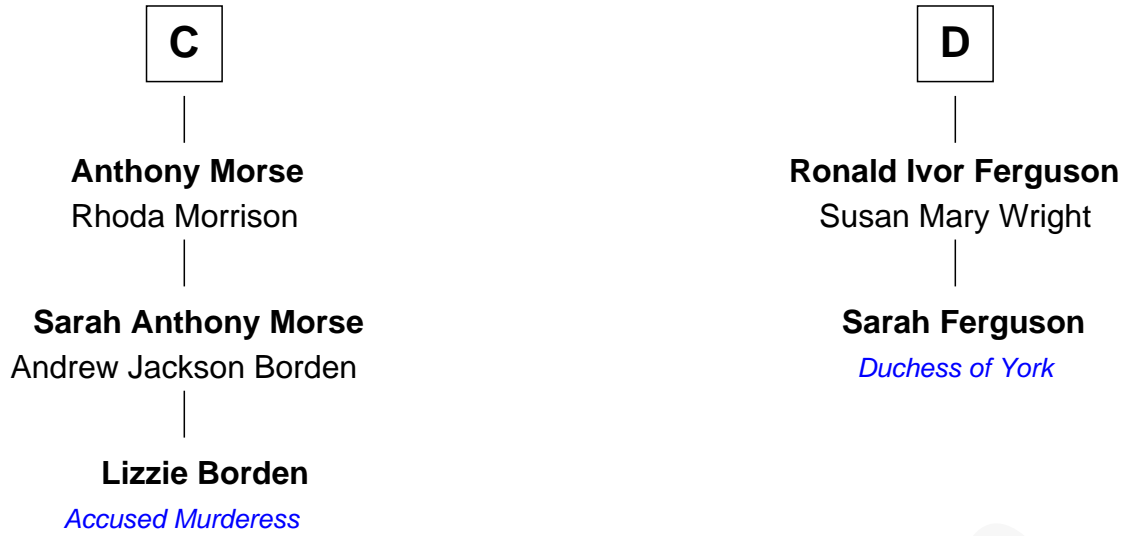 C
Anthony Morse
Rhoda Morrison
Sarah Anthony Morse
Andrew Jackson Borden
Lizzie Borden
Accused Murderess
D
Ronald Ivor Ferguson
Susan Mary Wright
Sarah Ferguson
Duchess of York